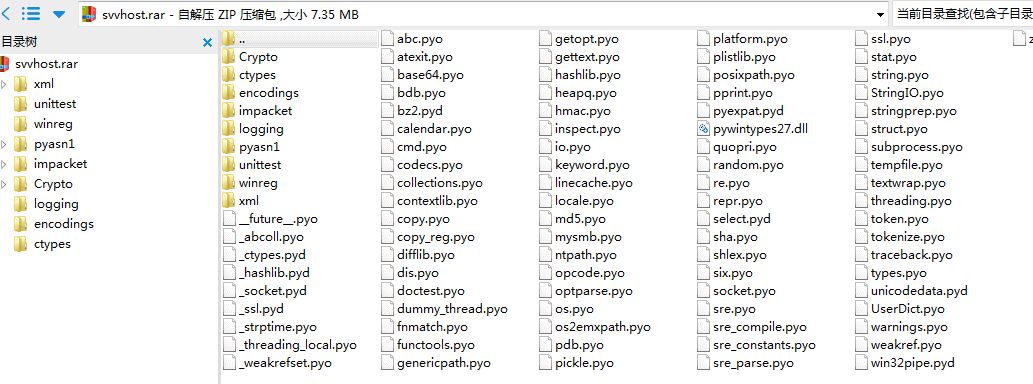 svvhost.rar - 自解压 ZIP 压缩包 ,大小 7.35 MB
当前目录查找(包含子目录
目录树
svvhost.rar
xml
unittest
winreg
pyasn1
impacket
Crypto
logging
encodings
ctypes
..
Crypto
ctypes
encodings
impacket
logging
pyasn1
unittest
winreg
xml
__future__.pyo
_abcoll.pyo
_ctypes.pyd
_hashlib.pyd
_socket.pyd
_ssl.pyd
_strptime.pyo
_threading_local.pyo
_weakrefset.pyo
abc.pyo
atexit.pyo
base64.pyo
bdb.pyo
bz2.pyd
calendar.pyo
cmd.pyo
codecs.pyo
collections.pyo
contextlib.pyo
copy.pyo
copy_reg.pyo
difflib.pyo
dis.pyo
doctest.pyo
dummy_thread.pyo
fnmatch.pyo
functools.pyo
genericpath.pyo
getopt.pyo
gettext.pyo
hashlib.pyo
heapq.pyo
hmac.pyo
inspect.pyo
io.pyo
keyword.pyo
linecache.pyo
locale.pyo
md5.pyo
mysmb.pyo
ntpath.pyo
opcode.pyo
optparse.pyo
os.pyo
os2emxpath.pyo
pdb.pyo
pickle.pyo
platform.pyo
plistlib.pyo
posixpath.pyo
pprint.pyo
pyexpat.pyd
pywintypes27.dll
quopri.pyo
random.pyo
re.pyo
repr.pyo
select.pyd
sha.pyo
shlex.pyo
six.pyo
socket.pyo
sre.pyo
sre_compile.pyo
sre_constants.pyo
sre_parse.pyo
ssl.pyo
stat.pyo
string.pyo
StringIO.pyo
stringprep.pyo
struct.pyo
subprocess.pyo
tempfile.pyo
textwrap.pyo
threading.pyo
token.pyo
tokenize.pyo
traceback.pyo
types.pyo
unicodedata.pyd
UserDict.pyo
warnings.pyo
weakref.pyo
win32pipe.pyd